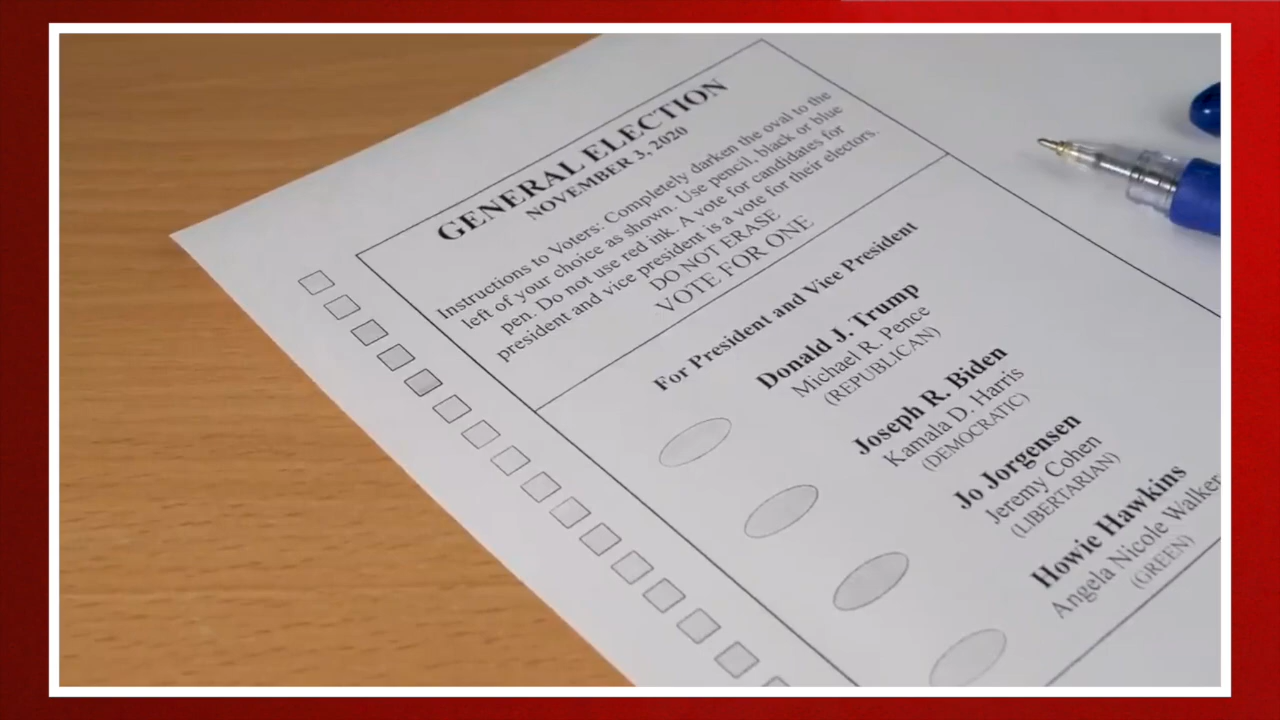 GENERAL ELECTION
NOVEMBER 3, 2020
Instructions to Voters: Completely darken the oval to the
left of your choice as shown. Use pencil, black or blue
pen. Do not use red ink. A vote for candidates for
president and vice president is a vote for their electors.
DO NOT ERASE
VOTE FOR ONE
For President and Vice President
Donald J. Trump
Michael R. Pence
(REPUBLICAN)
Joseph R. Biden
Kamala D. Harris
(DEMOCRATIC)
Jo Jorgensen
Jeremy Cohen
(LIBERTARIAN)
Howie Hawkins
Angela Nicole Walker
(GREEN)